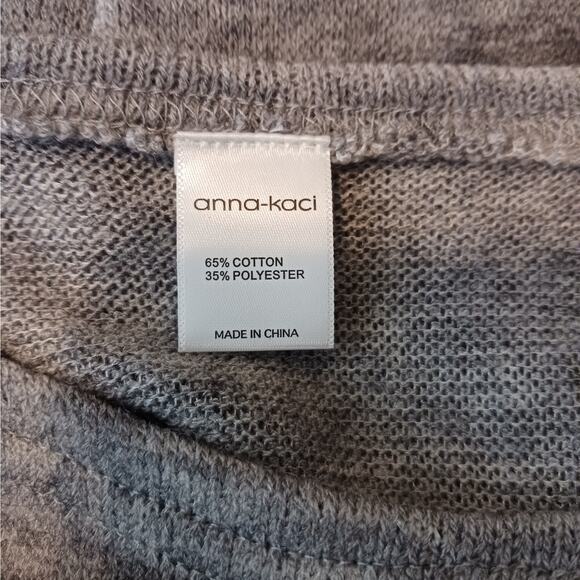 anna-kaci
65% COTTON
35% POLYESTER
MADE IN CHINA